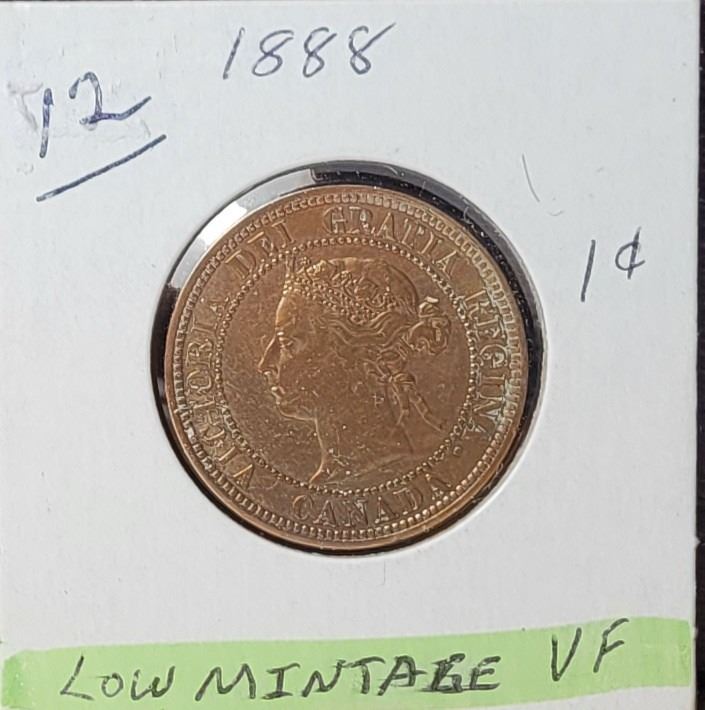 1888
12
1¢
VICTORIA DEI GRATIA REGINA.
CANADA
LOW MINTAGE VF